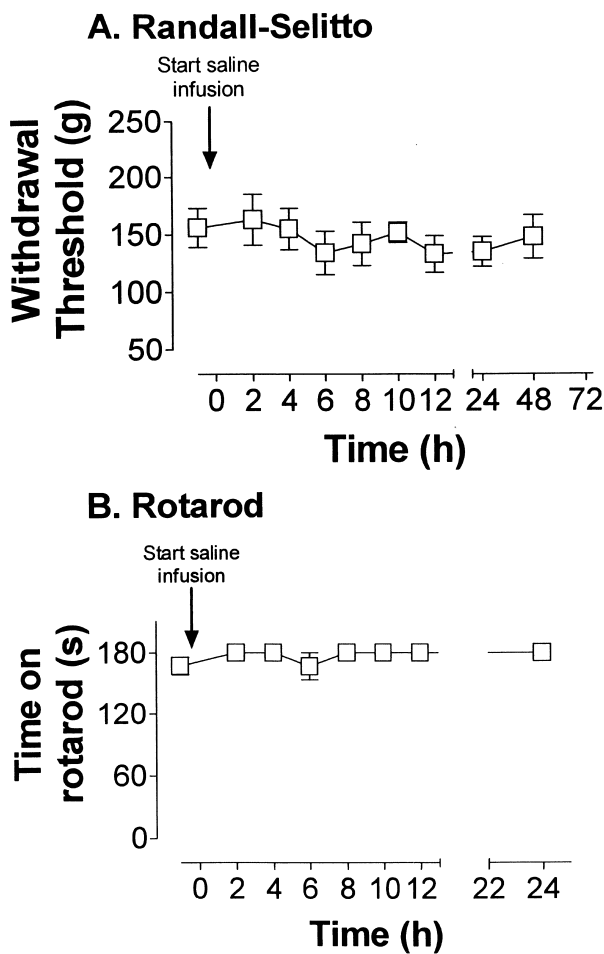 A. Randall-Selitto
Start saline
infusion
Withdrawal
Threshold (g)
250
200
150
100
50
0 2 4 6 8 10 12 24 48 72
Time (h)
B. Rotarod
Start saline
infusion
Time on
rotarod (s)
180
120
60
0
0 2 4 6 8 10 12 22 24
Time (h)